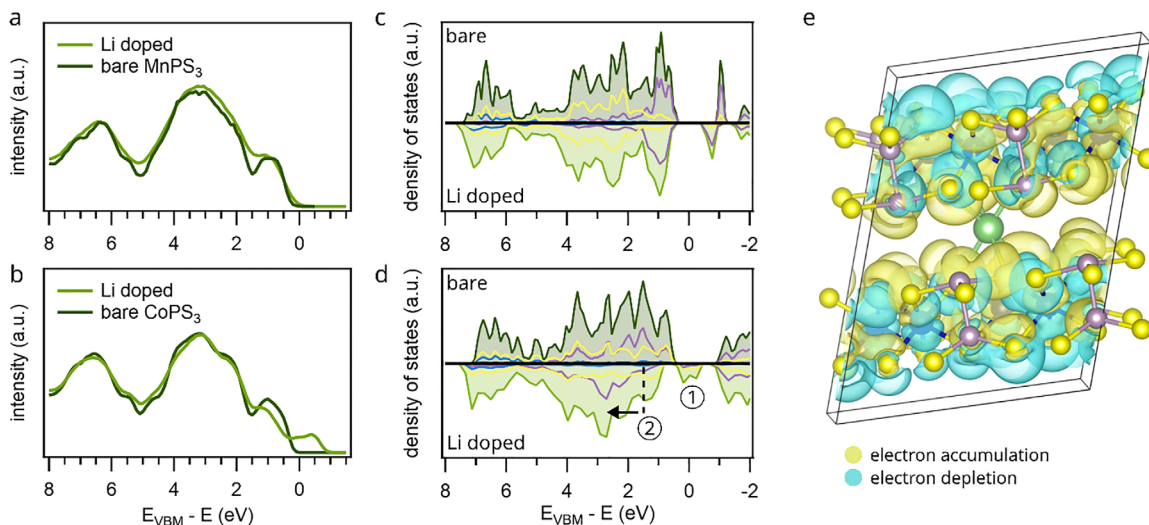 a
Li doped
bare MnPS₃
intensity (a.u.)
8 6 4 2 0
b
Li doped
bare CoPS₃
intensity (a.u.)
8 6 4 2 0
E_VBM - E (eV)
c
bare
density of states (a.u.)
Li doped
8 6 4 2 0 -2
d
bare
density of states (a.u.)
①
②
Li doped
8 6 4 2 0 -2
E_VBM - E (eV)
e
electron accumulation
electron depletion